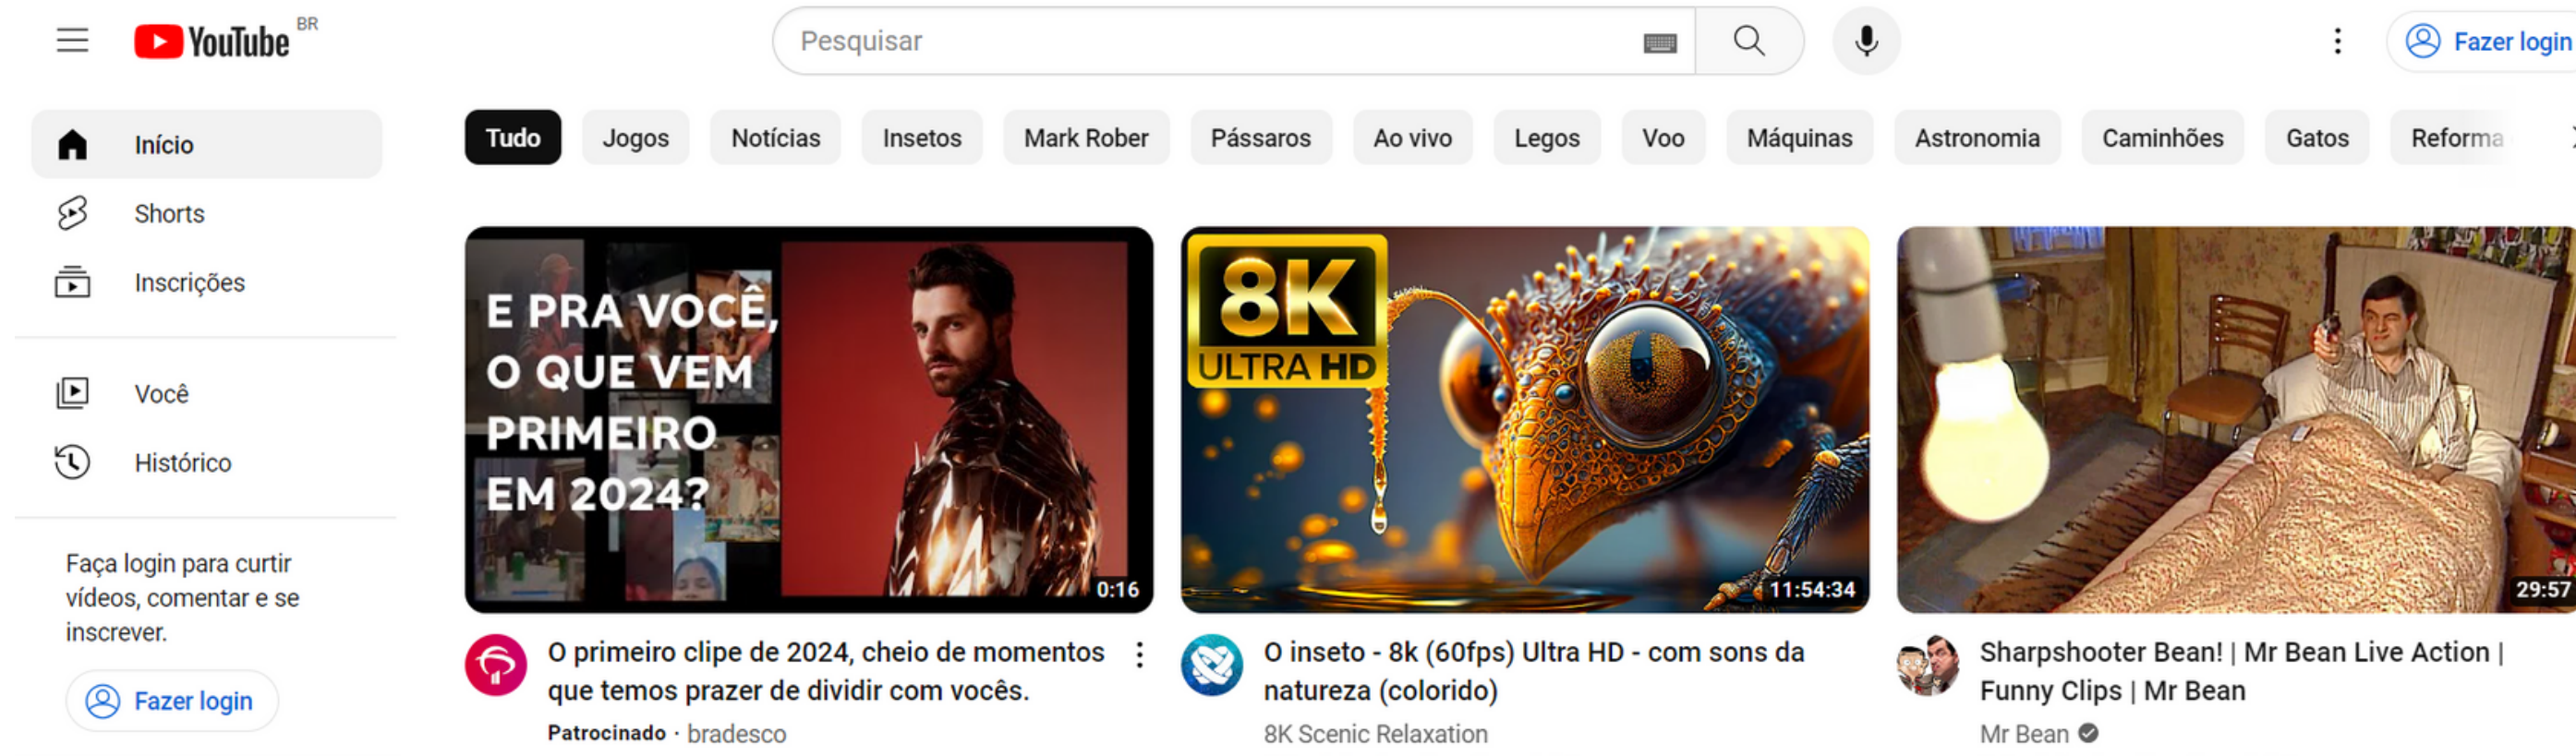 YouTube BR
Pesquisar
Fazer login
Início
Shorts
Inscrições
Você
Histórico
Faça login para curtir
vídeos, comentar e se
inscrever.
Fazer login
Tudo
Jogos
Notícias
Insetos
Mark Rober
Pássaros
Ao vivo
Legos
Voo
Máquinas
Astronomia
Caminhões
Gatos
Reforma
E PRA VOCÊ,
O QUE VEM
PRIMEIRO
EM 2024?
0:16
O primeiro clipe de 2024, cheio de momentos
que temos prazer de dividir com vocês.
Patrocinado · bradesco
8K
ULTRA HD
11:54:34
O inseto - 8k (60fps) Ultra HD - com sons da
natureza (colorido)
8K Scenic Relaxation
29:57
Sharpshooter Bean! | Mr Bean Live Action |
Funny Clips | Mr Bean
Mr Bean